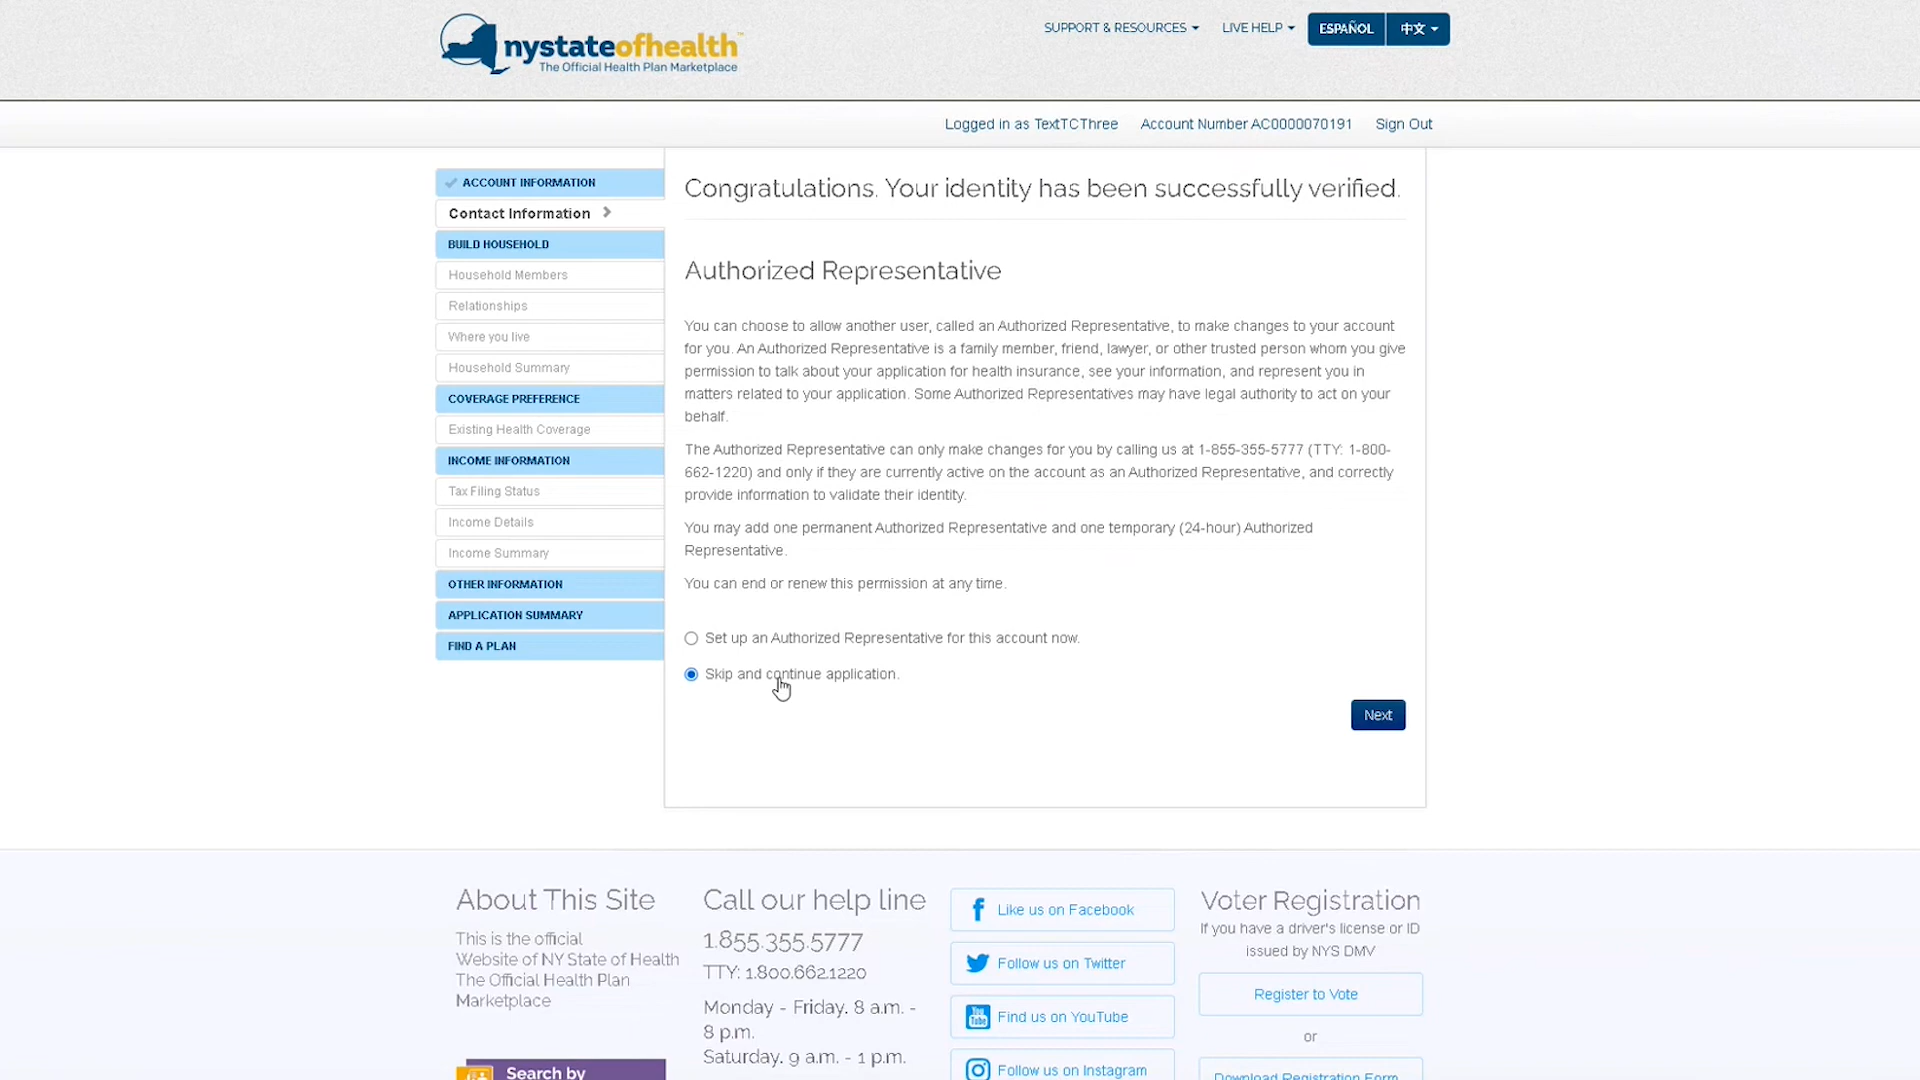 nystateofhealth™
The Official Health Plan Marketplace
SUPPORT & RESOURCES
LIVE HELP
ESPAÑOL
中文
Logged in as TextTCThree
Account Number AC0000070191
Sign Out
ACCOUNT INFORMATION
Contact Information
BUILD HOUSEHOLD
Household Members
Relationships
Where you live
Household Summary
COVERAGE PREFERENCE
Existing Health Coverage
INCOME INFORMATION
Tax Filing Status
Income Details
Income Summary
OTHER INFORMATION
APPLICATION SUMMARY
FIND A PLAN
Congratulations. Your identity has been successfully verified.
Authorized Representative
You can choose to allow another user, called an Authorized Representative, to make changes to your account
for you. An Authorized Representative is a family member, friend, lawyer, or other trusted person whom you give
permission to talk about your application for health insurance, see your information, and represent you in
matters related to your application. Some Authorized Representatives may have legal authority to act on your
behalf.
The Authorized Representative can only make changes for you by calling us at 1-855-355-5777 (TTY: 1-800-
662-1220) and only if they are currently active on the account as an Authorized Representative, and correctly
provide information to validate their identity.
You may add one permanent Authorized Representative and one temporary (24-hour) Authorized
Representative.
You can end or renew this permission at any time.
Set up an Authorized Representative for this account now.
Skip and continue application.
Next
About This Site
This is the official
Website of NY State of Health
The Official Health Plan
Marketplace
Search by
Call our help line
1.855.355.5777
TTY: 1.800.662.1220
Monday - Friday. 8 a.m. -
8 p.m.
Saturday. 9 a.m. - 1 p.m.
Like us on Facebook
Follow us on Twitter
You Tube
Find us on YouTube
Follow us on Instagram
Voter Registration
If you have a driver's license or ID
issued by NYS DMV
Register to Vote
or
Download Registration Form